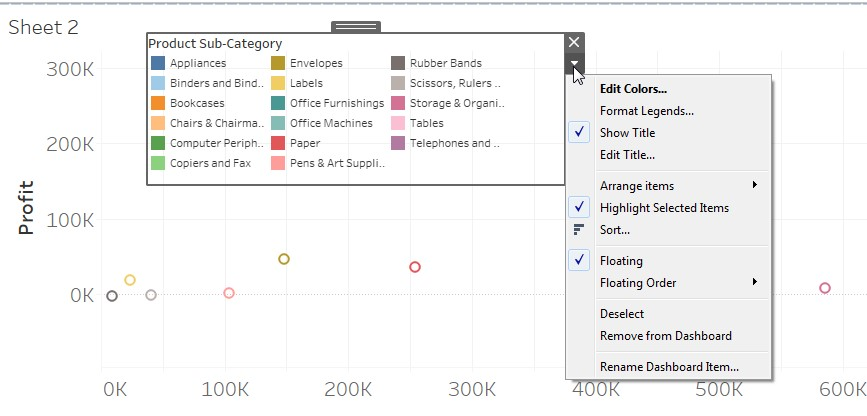 Sheet 2
Product Sub-Category
Appliances Envelopes Rubber Bands
Binders and Bind.. Labels Scissors, Rulers ..
Bookcases Office Furnishings Storage & Organi..
Chairs & Chairma.. Office Machines Tables
Computer Periph.. Paper Telephones and ..
Copiers and Fax Pens & Art Suppli..
Edit Colors...
Format Legends...
Show Title
Edit Title...
Arrange items
Highlight Selected Items
Sort...
Floating
Floating Order
Deselect
Remove from Dashboard
Rename Dashboard Item...
Profit
300K
200K
100K
0K
0K 100K 200K 300K 400K 500K 600K